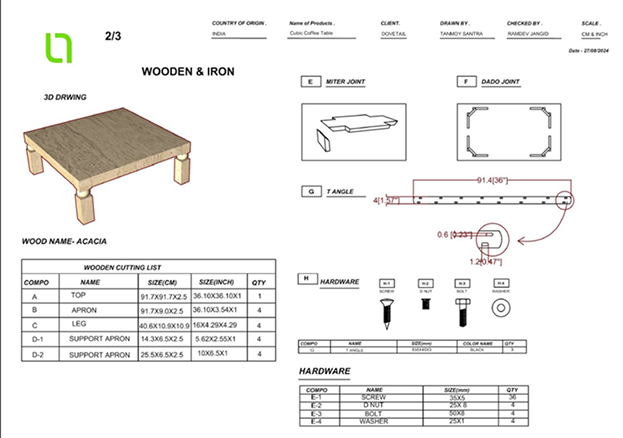 2/3
COUNTRY OF ORIGIN .
INDIA
Name of Products .
Cubic Coffee Table
CLIENT.
DOVETAIL
DRAWN BY .
TANMOY SANTRA
CHECKED BY .
RAMDEV JANGID
SCALE .
CM & INCH
Date - 27/08/2024
WOODEN & IRON
3D DRWING
E MITER JOINT
F DADO JOINT
G T ANGLE
91.4[36"]
4[1.57"]
0.6 [0.23"]
1.2[0.47"]
WOOD NAME- ACACIA
WOODEN CUTTING LIST
COMPO NAME SIZE(CM) SIZE(INCH) QTY
A TOP 91.7X91.7X2.5 36.10X36.10X1 1
B APRON 91.7X9.0X2.5 36.10X3.54X1 4
C LEG 40.6X10.9X10.9 16X4.29X4.29 4
D-1 SUPPORT APRON 14.3X6.5X2.5 5.62X2.55X1 4
D-2 SUPPORT APRON 25.5X6.5X2.5 10X6.5X1 4
H HARDWARE
H-1 H-2 H-3 H-4
SCREW D NUT BOLT WASHER
COMPO NAME SIZE(mm) COLOR NAME QTY
T ANGLE BLACK
HARDWARE
COMPO NAME SIZE(mm) QTY
E-1 SCREW 35X5 36
E-2 D NUT 25X 8 4
E-3 BOLT 50X8 4
E-4 WASHER 25X1 4